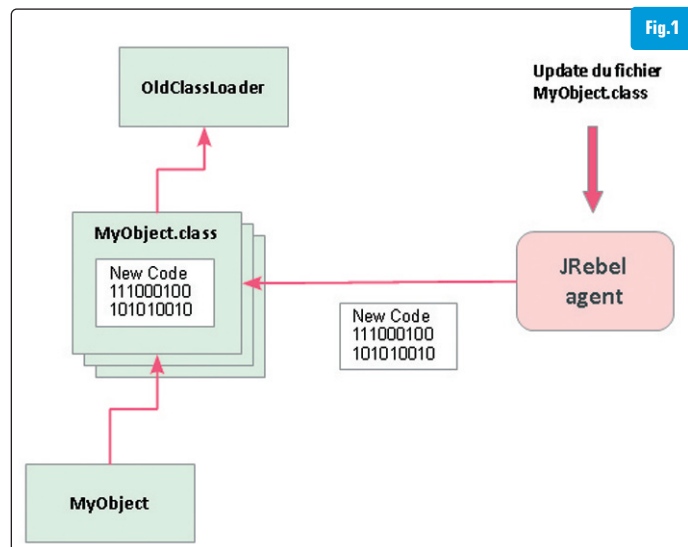 Fig.1
OldClassLoader
Update du fichier
MyObject.class
MyObject.class
New Code
111000100
101010010
JRebel
agent
New Code
111000100
101010010
MyObject